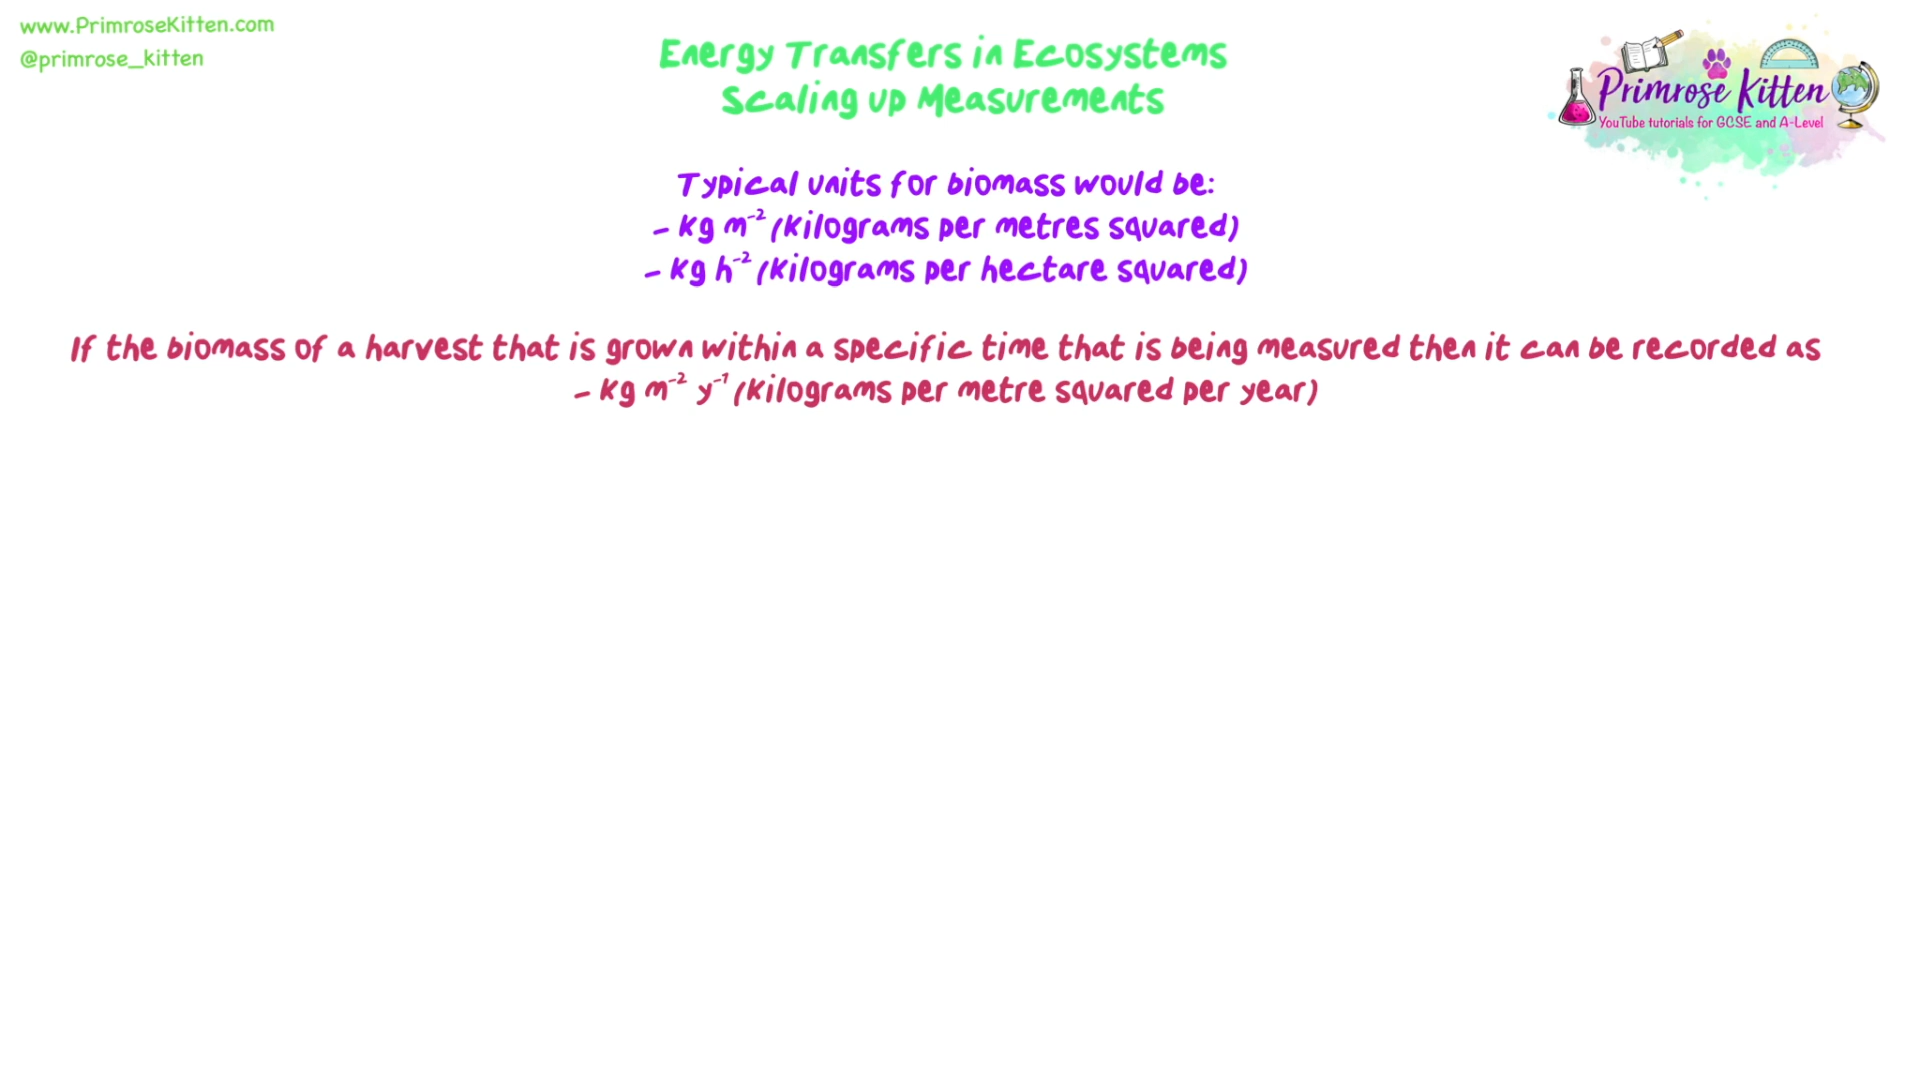 www.PrimroseKitten.com
@primrose_kitten
Energy Transfers in Ecosystems
Scaling up Measurements
Primrose Kitten
YouTube tutorials for GCSE and A-Level
Typical units for biomass would be:
- Kg m⁻² (Kilograms per metres squared)
- Kg h⁻² (Kilograms per hectare squared)
If the biomass of a harvest that is grown within a specific time that is being measured then it can be recorded as
- Kg m⁻² y⁻¹ (Kilograms per metre squared per year)